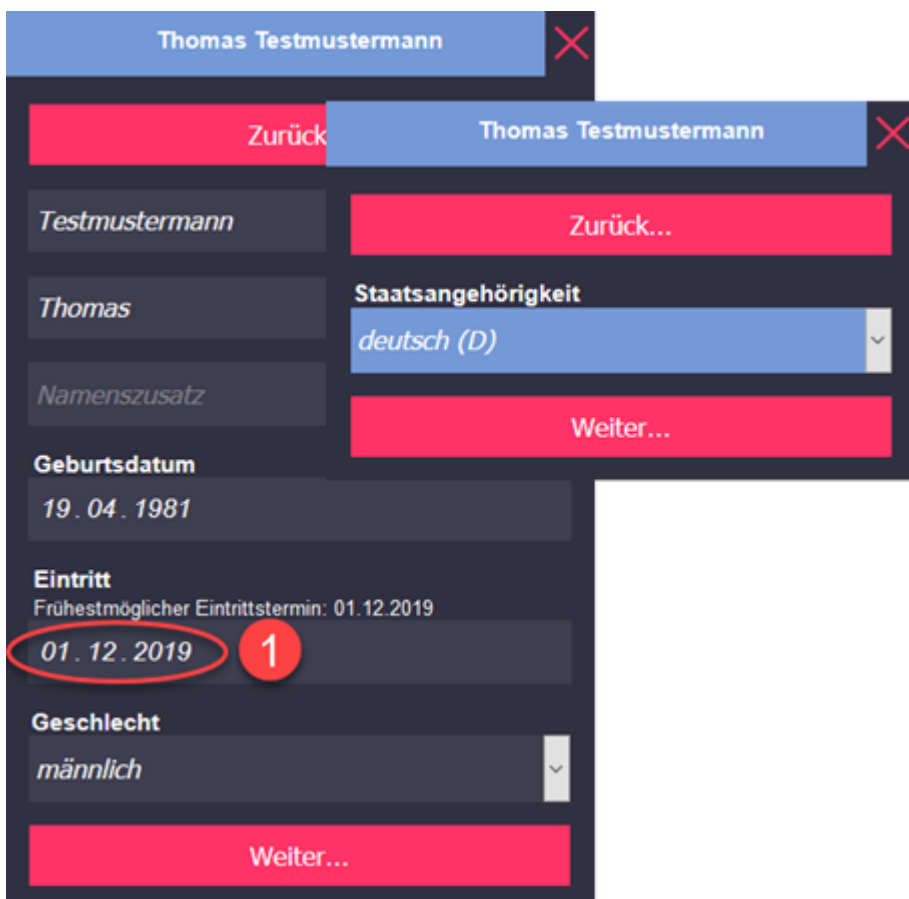 Thomas Testmustermann
Zurück
Testmustermann
Thomas
Namenszusatz
Geburtsdatum
19.04.1981
Eintritt
Frühestmöglicher Eintrittstermin: 01.12.2019
01.12.2019
1
Geschlecht
männlich
Weiter...
Thomas Testmustermann
Zurück...
Staatsangehörigkeit
deutsch (D)
Weiter...